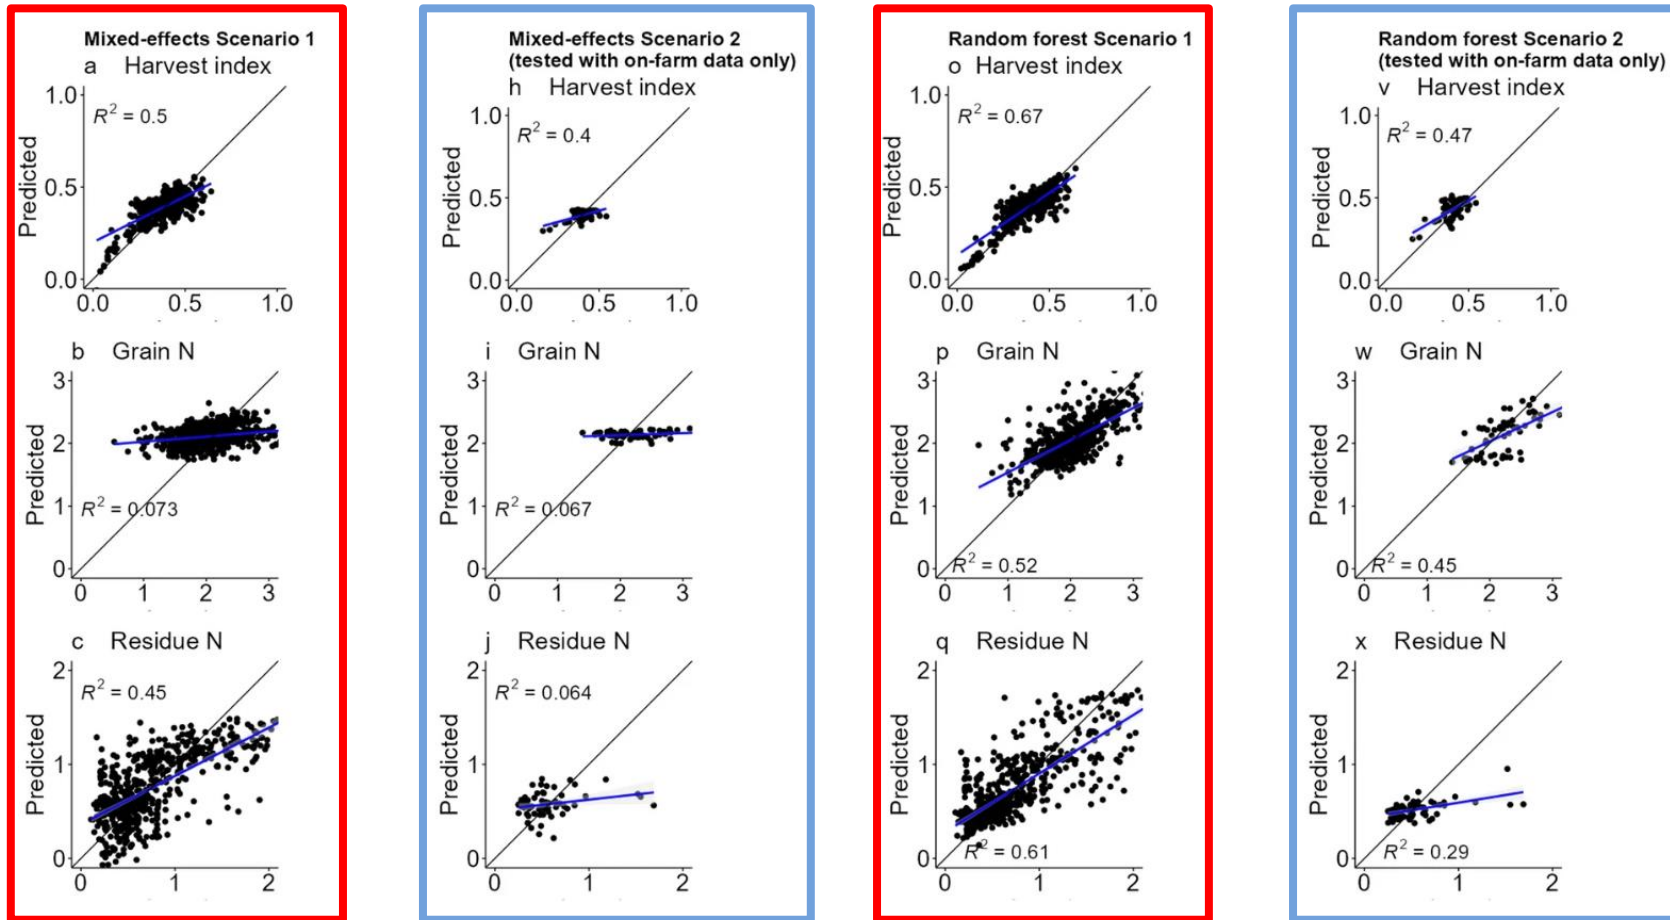 Mixed-effects Scenario 1
a Harvest index
1.0
R² = 0.5
Predicted
0.5
0.0
0.0 0.5 1.0
b Grain N
3
2
Predicted
1
R² = 0.073
0
0 1 2 3
c Residue N
2
R² = 0.45
Predicted
1
0
0 1 2
Mixed-effects Scenario 2
(tested with on-farm data only)
h Harvest index
1.0
R² = 0.4
Predicted
0.5
0.0
0.0 0.5 1.0
i Grain N
3
2
Predicted
1
R² = 0.067
0
0 1 2 3
j Residue N
2
R² = 0.064
Predicted
1
0
0 1 2
Random forest Scenario 1
o Harvest index
1.0
R² = 0.67
Predicted
0.5
0.0
0.0 0.5 1.0
p Grain N
3
2
Predicted
1
0
R² = 0.52
0 1 2 3
q Residue N
2
Predicted
1
0
R² = 0.61
0 1 2
Random forest Scenario 2
(tested with on-farm data only)
v Harvest index
1.0
R² = 0.47
Predicted
0.5
0.0
0.0 0.5 1.0
w Grain N
3
2
Predicted
1
0
R² = 0.45
0 1 2 3
x Residue N
2
Predicted
1
0
R² = 0.29
0 1 2